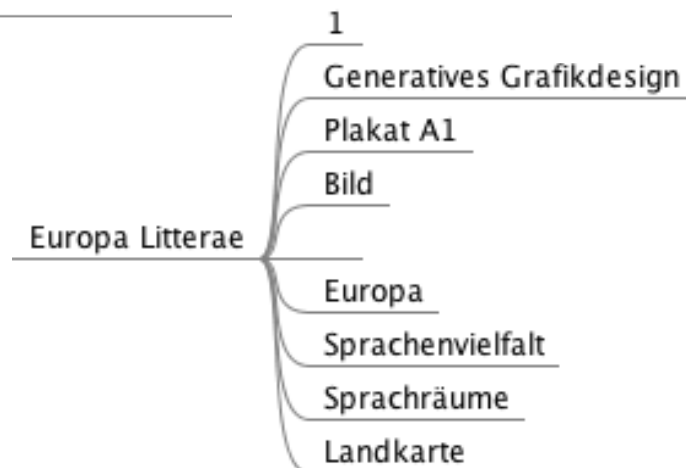 1
Generatives Grafikdesign
Plakat A1
Bild
Europa Litterae
Europa
Sprachenvielfalt
Sprachräume
Landkarte